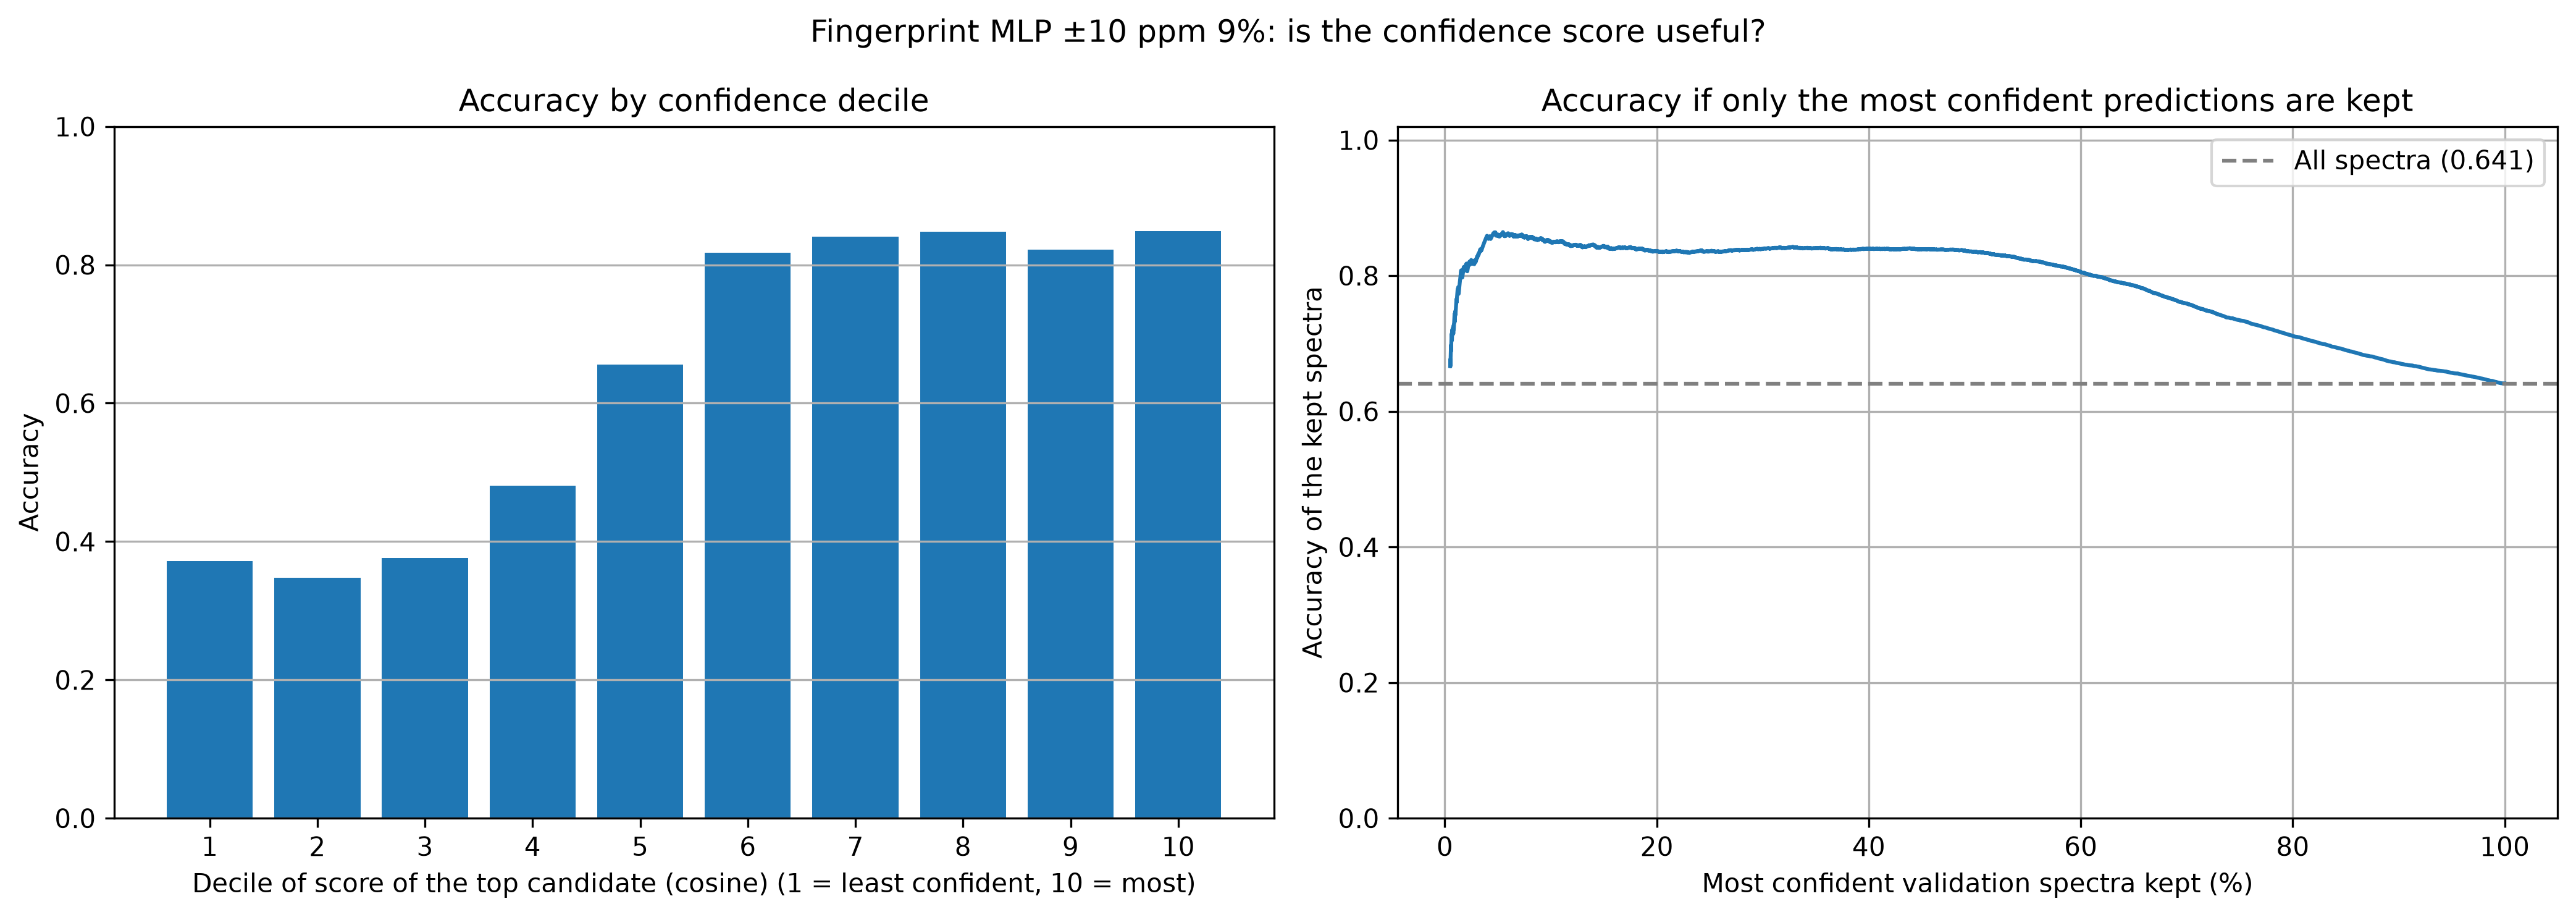 Fingerprint MLP ±10 ppm 9%: is the confidence score useful?
Accuracy by confidence decile
Accuracy
1.0
0.8
0.6
0.4
0.2
0.0
1 2 3 4 5 6 7 8 9 10
Decile of score of the top candidate (cosine) (1 = least confident, 10 = most)
Accuracy if only the most confident predictions are kept
All spectra (0.641)
Accuracy of the kept spectra
1.0
0.8
0.6
0.4
0.2
0.0
0 20 40 60 80 100
Most confident validation spectra kept (%)